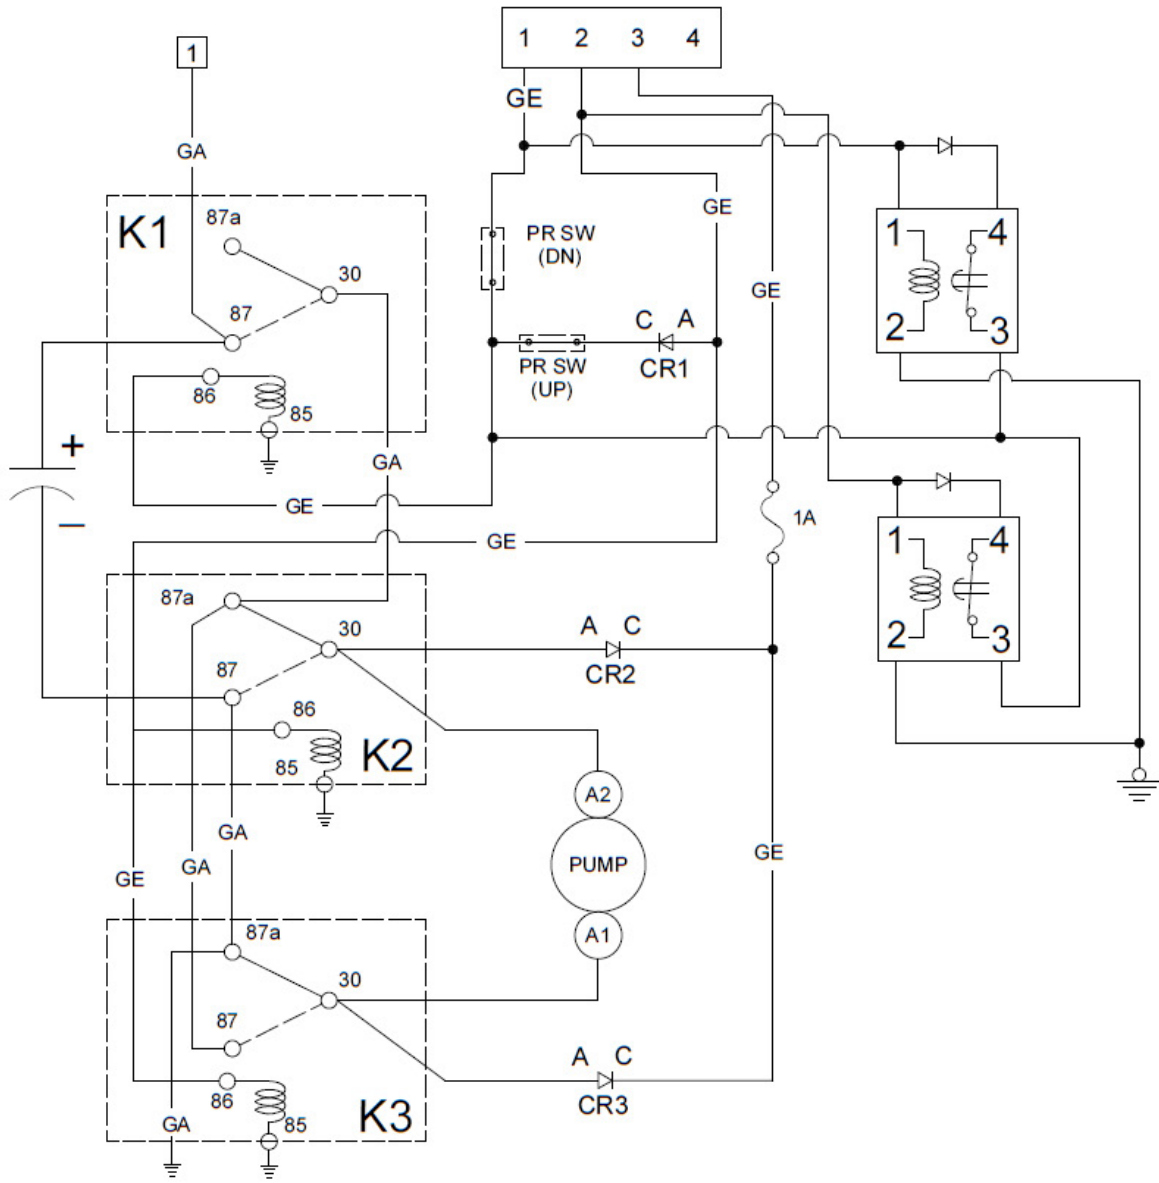 1 2 3 4
1
GE
GA
K1
87a
30
87
86
85
GE
PR SW
(DN)
C A
CR1
PR SW
(UP)
GE
1 4
2 3
+
–
GA
GE
GE
1A
1 4
2 3
87a
30
87
86
85
K2
A C
CR2
A2
PUMP
A1
GA
GA
GE
GE
87a
30
87
86
85
GA
K3
A C
CR3